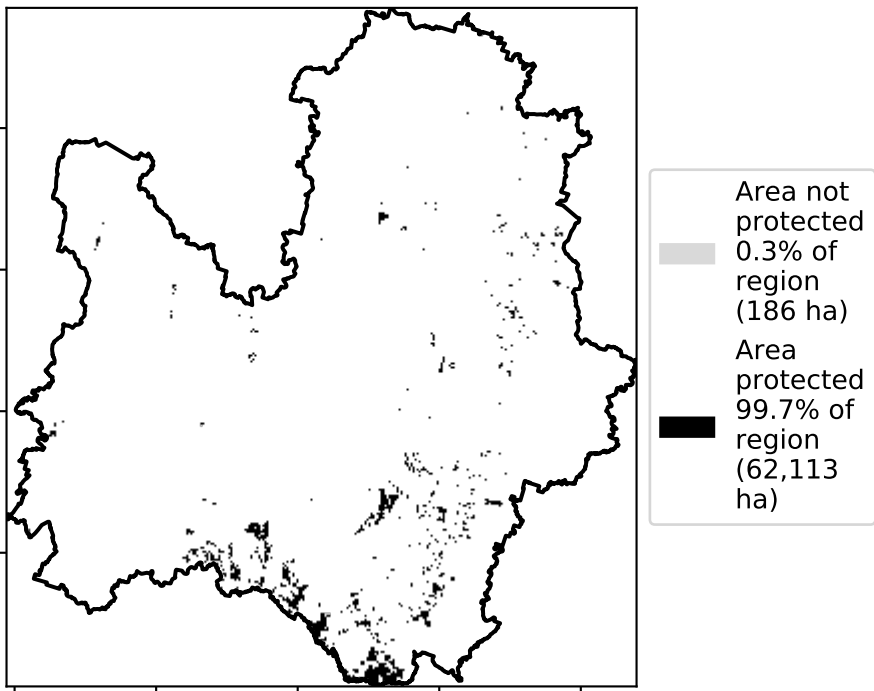 Area not
protected
0.3% of
region
(186 ha)
Area
protected
99.7% of
region
(62,113
ha)